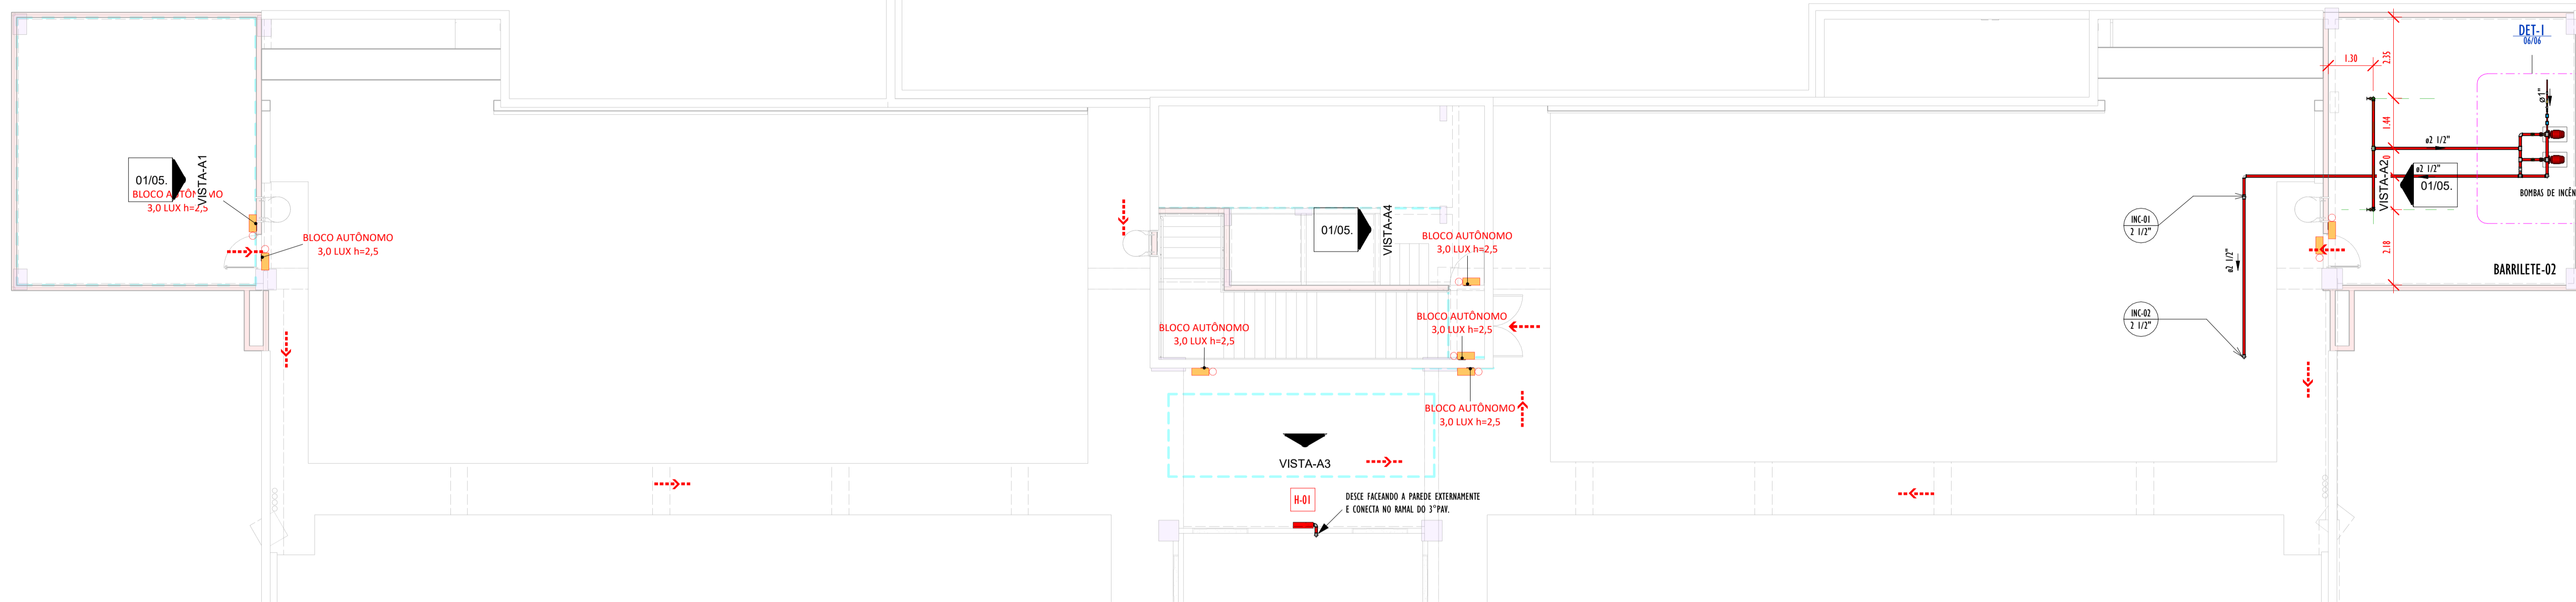 01/05.
VISTA-A1
BLOCO AUTÔNOMO
3,0 LUX h=2,5
BLOCO AUTÔNOMO
3,0 LUX h=2,5
01/05.
VISTA-A4
BLOCO AUTÔNOMO
3,0 LUX h=2,5
BLOCO AUTÔNOMO
3,0 LUX h=2,5
BLOCO AUTÔNOMO
3,0 LUX h=2,5
BLOCO AUTÔNOMO
3,0 LUX h=2,5
VISTA-A3
H-01
DESCE FACEANDO A PAREDE EXTERNAMENTE
E CONECTA NO RAMAL DO 3°PAV.
INC-01
2 1/2"
INC-02
2 1/2"
ø2 1/2"
1.30
2.35
1.44
2.18
ø2 1/2"
ø2 1/2"
VISTA-A2
01/05.
DET-1
06/06
ø1"
BOMBAS DE INCÊN
BARRILETE-02